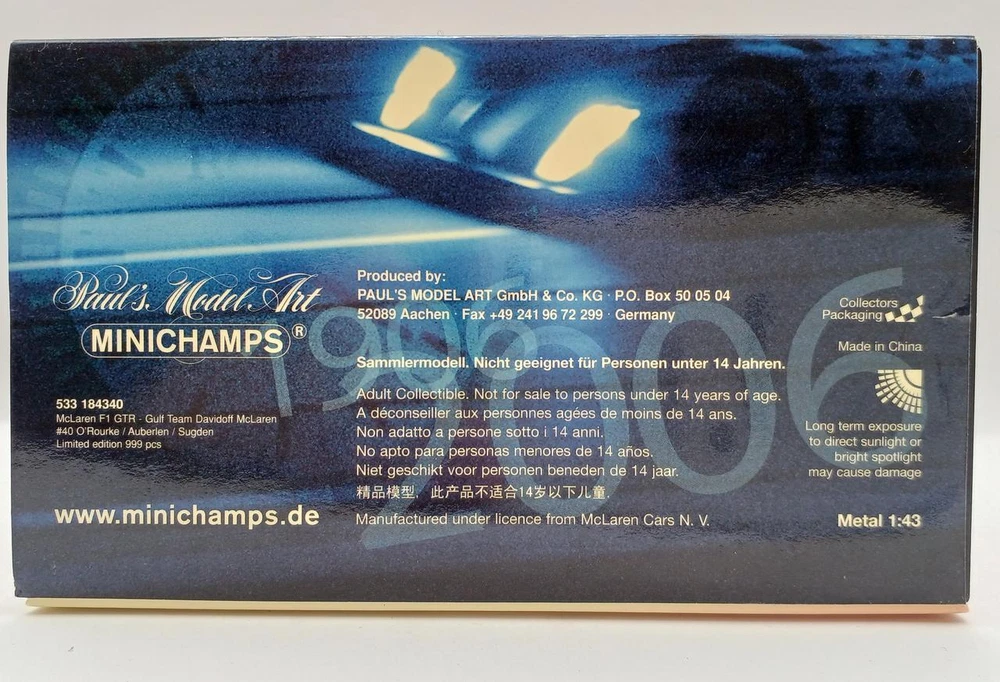 Paul's Model Art
MINICHAMPS®
533 184340
McLaren F1 GTR - Gulf Team Davidoff McLaren
#40 O'Rourke / Auberlen / Sugden
Limited edition 999 pcs
www.minichamps.de
Produced by:
PAUL'S MODEL ART GmbH & Co. KG · P.O. Box 50 05 04
52089 Aachen · Fax +49 241 96 72 299 · Germany
Sammlermodell. Nicht geeignet für Personen unter 14 Jahren.
Adult Collectible. Not for sale to persons under 14 years of age.
A déconseiller aux personnes agées de moins de 14 ans.
Non adatto a persone sotto i 14 anni.
No apto para personas menores de 14 años.
Niet geschikt voor personen beneden de 14 jaar.
精品模型，此产品不适合14岁以下儿童.
Manufactured under licence from McLaren Cars N. V.
Collectors
Packaging
Made in China
Long term exposure
to direct sunlight or
bright spotlight
may cause damage
Metal 1:43
1906
2006